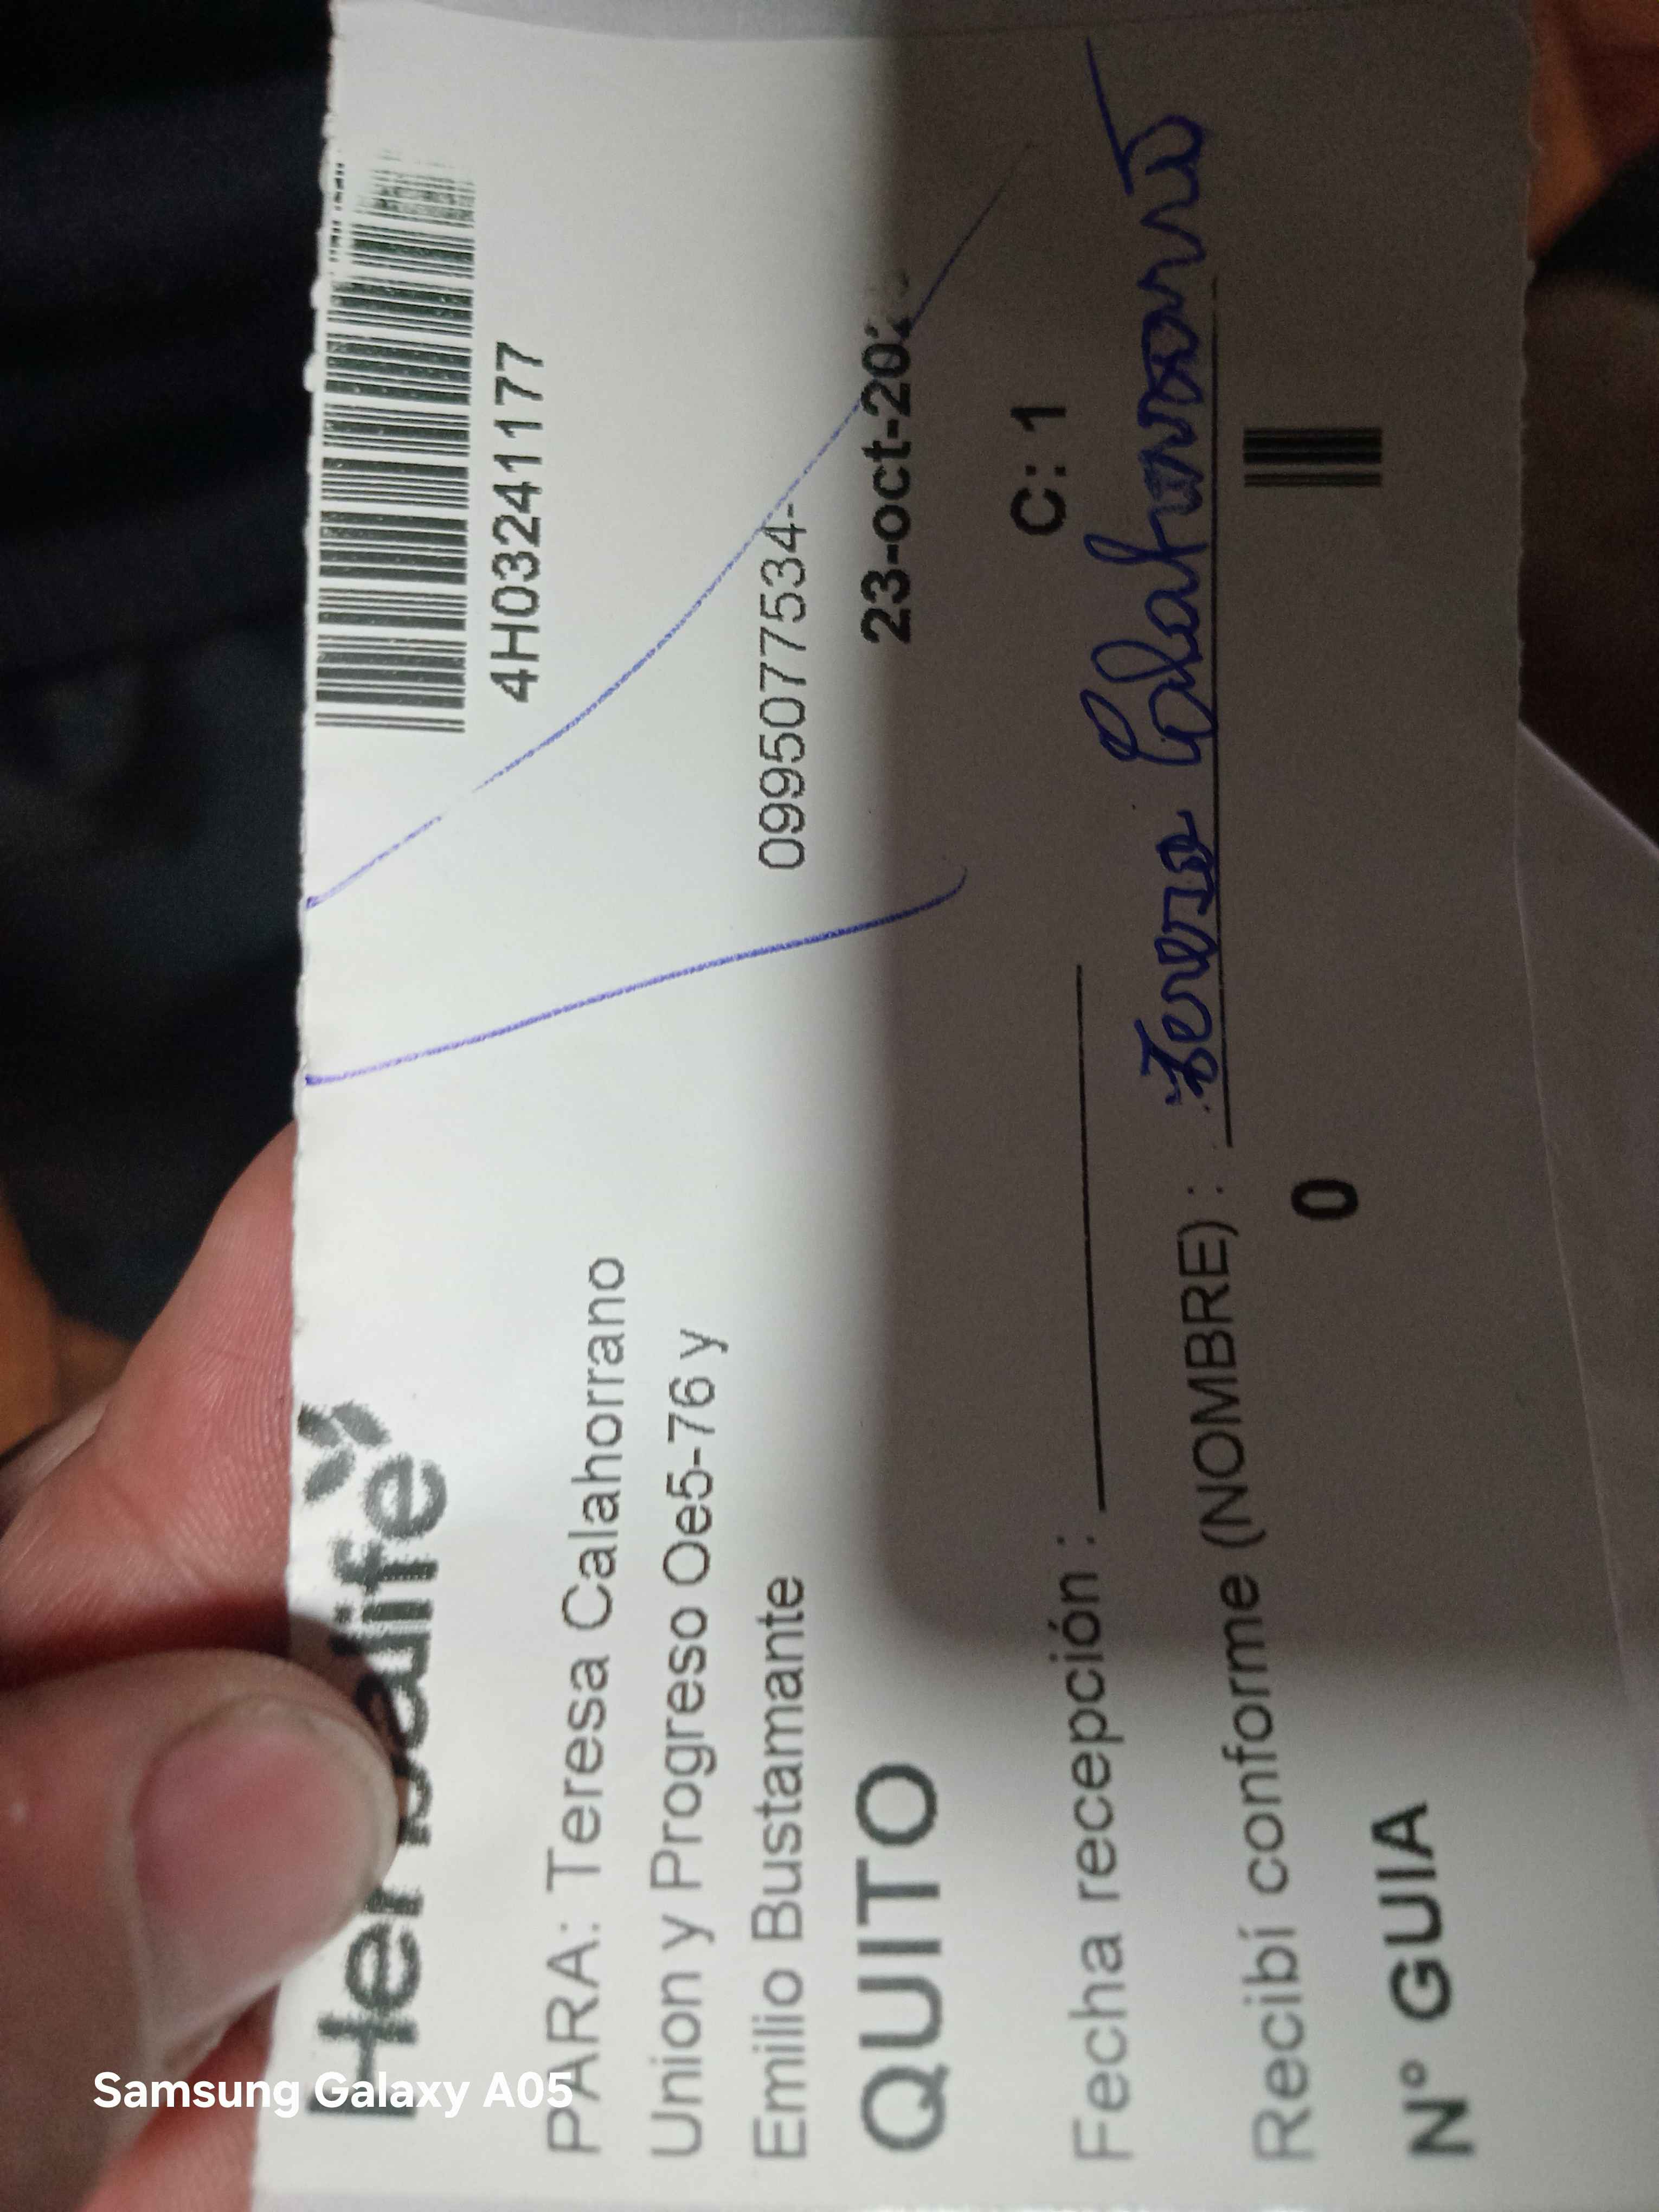 Herbalife
4H03241177
PARA: Teresa Calahorrano
Union y Progreso Oe5-76 y
Emilio Bustamante
0995077534-
QUITO
23-oct-202
C: 1
Fecha recepción :
Recibí conforme (NOMBRE) : Teresa Calahorrano
N° GUIA
0
Samsung Galaxy A05